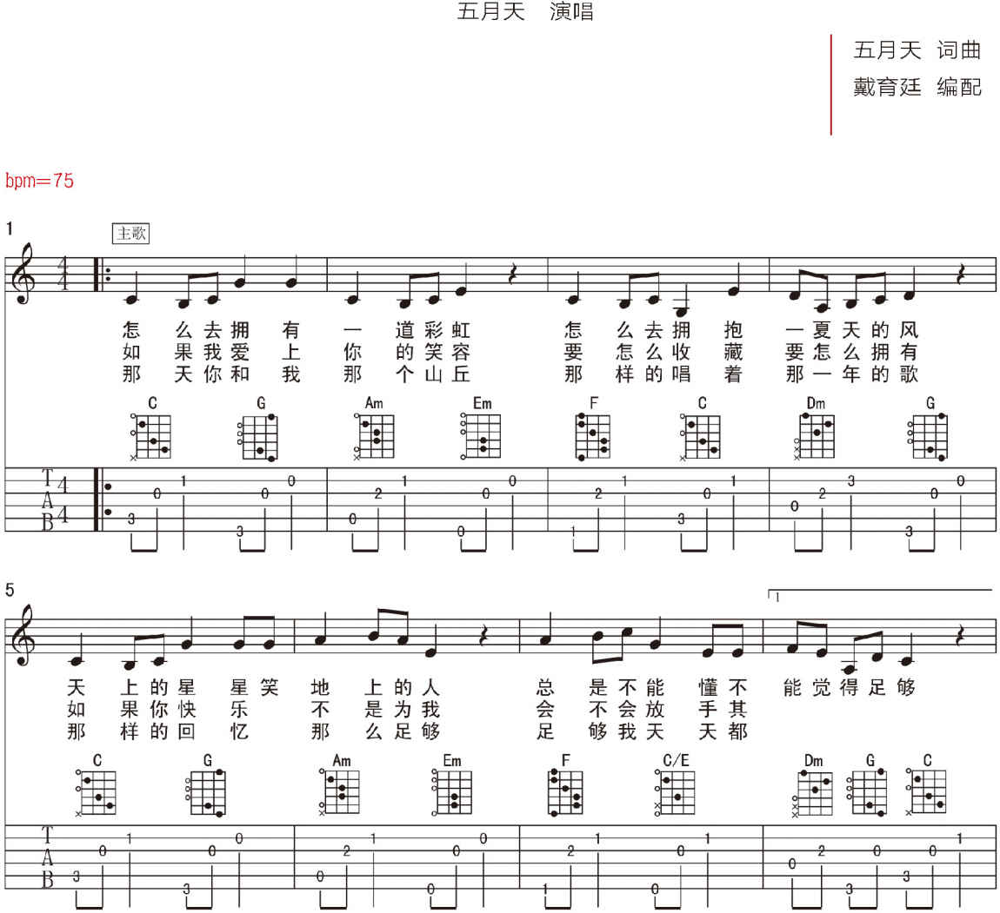 五月天 演唱
五月天 词曲
戴育廷 编配
bpm=75
1
主歌
4
4
怎 么去拥 有 一 道彩虹 怎 么去拥 抱 一夏天的风
如 果我爱 上 你 的笑容 要 怎么收 藏 要怎么拥有
那 天你和 我 那 个山丘 那 样的唱 着 那一年的歌
C G Am Em F C Dm G
T
A
B
4
4
1 0 1 0 1 1 3 0
0 0 2 0 2 0 2 0
0
3 0 3
3 0 1 3
5
1
天 上的星 星笑 地 上的人 总 是不能 懂不 能觉得足够
如 果你快 乐 不 是为我 会 不会放 手其
那 样的回 忆 那 么足够 足 够我天 天都
C G Am Em F C/E Dm G C
T
A
B
1 0 1 0 1 1 1
0 0 2 0 2 0 2 0 0
0
3 0 3
3 0 1 0 3